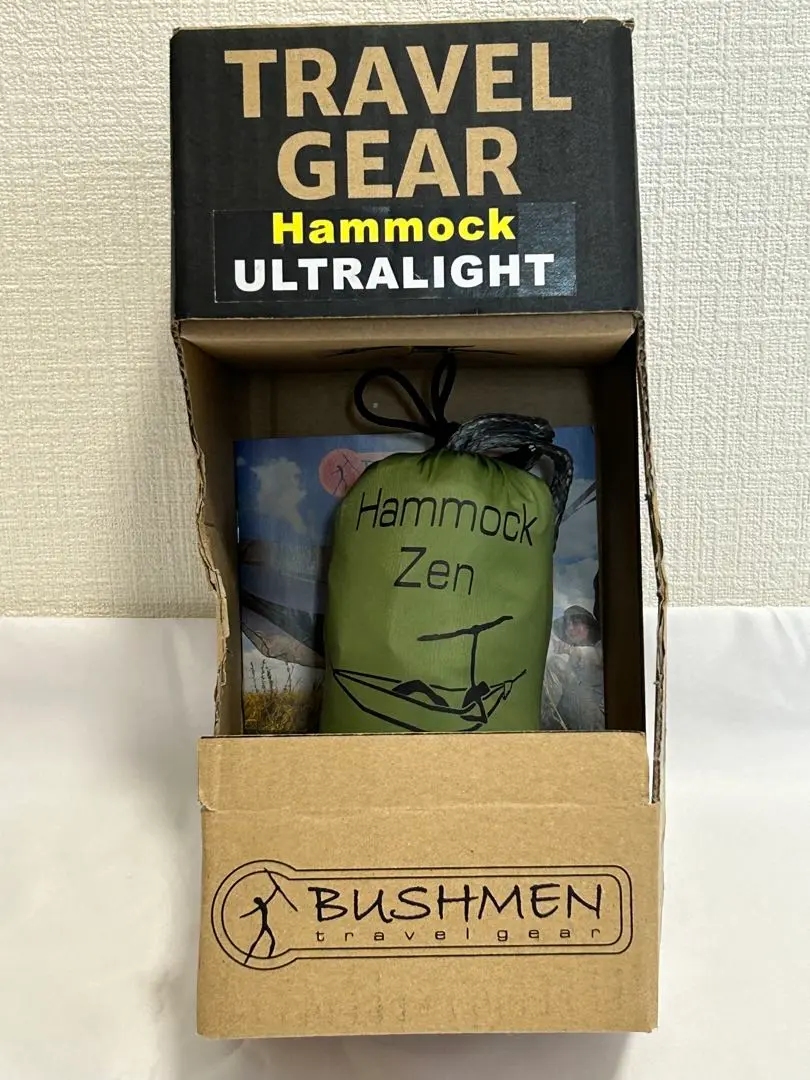 TRAVEL
GEAR
Hammock
ULTRALIGHT
Hammock
Zen
BUSHMEN
travel gear